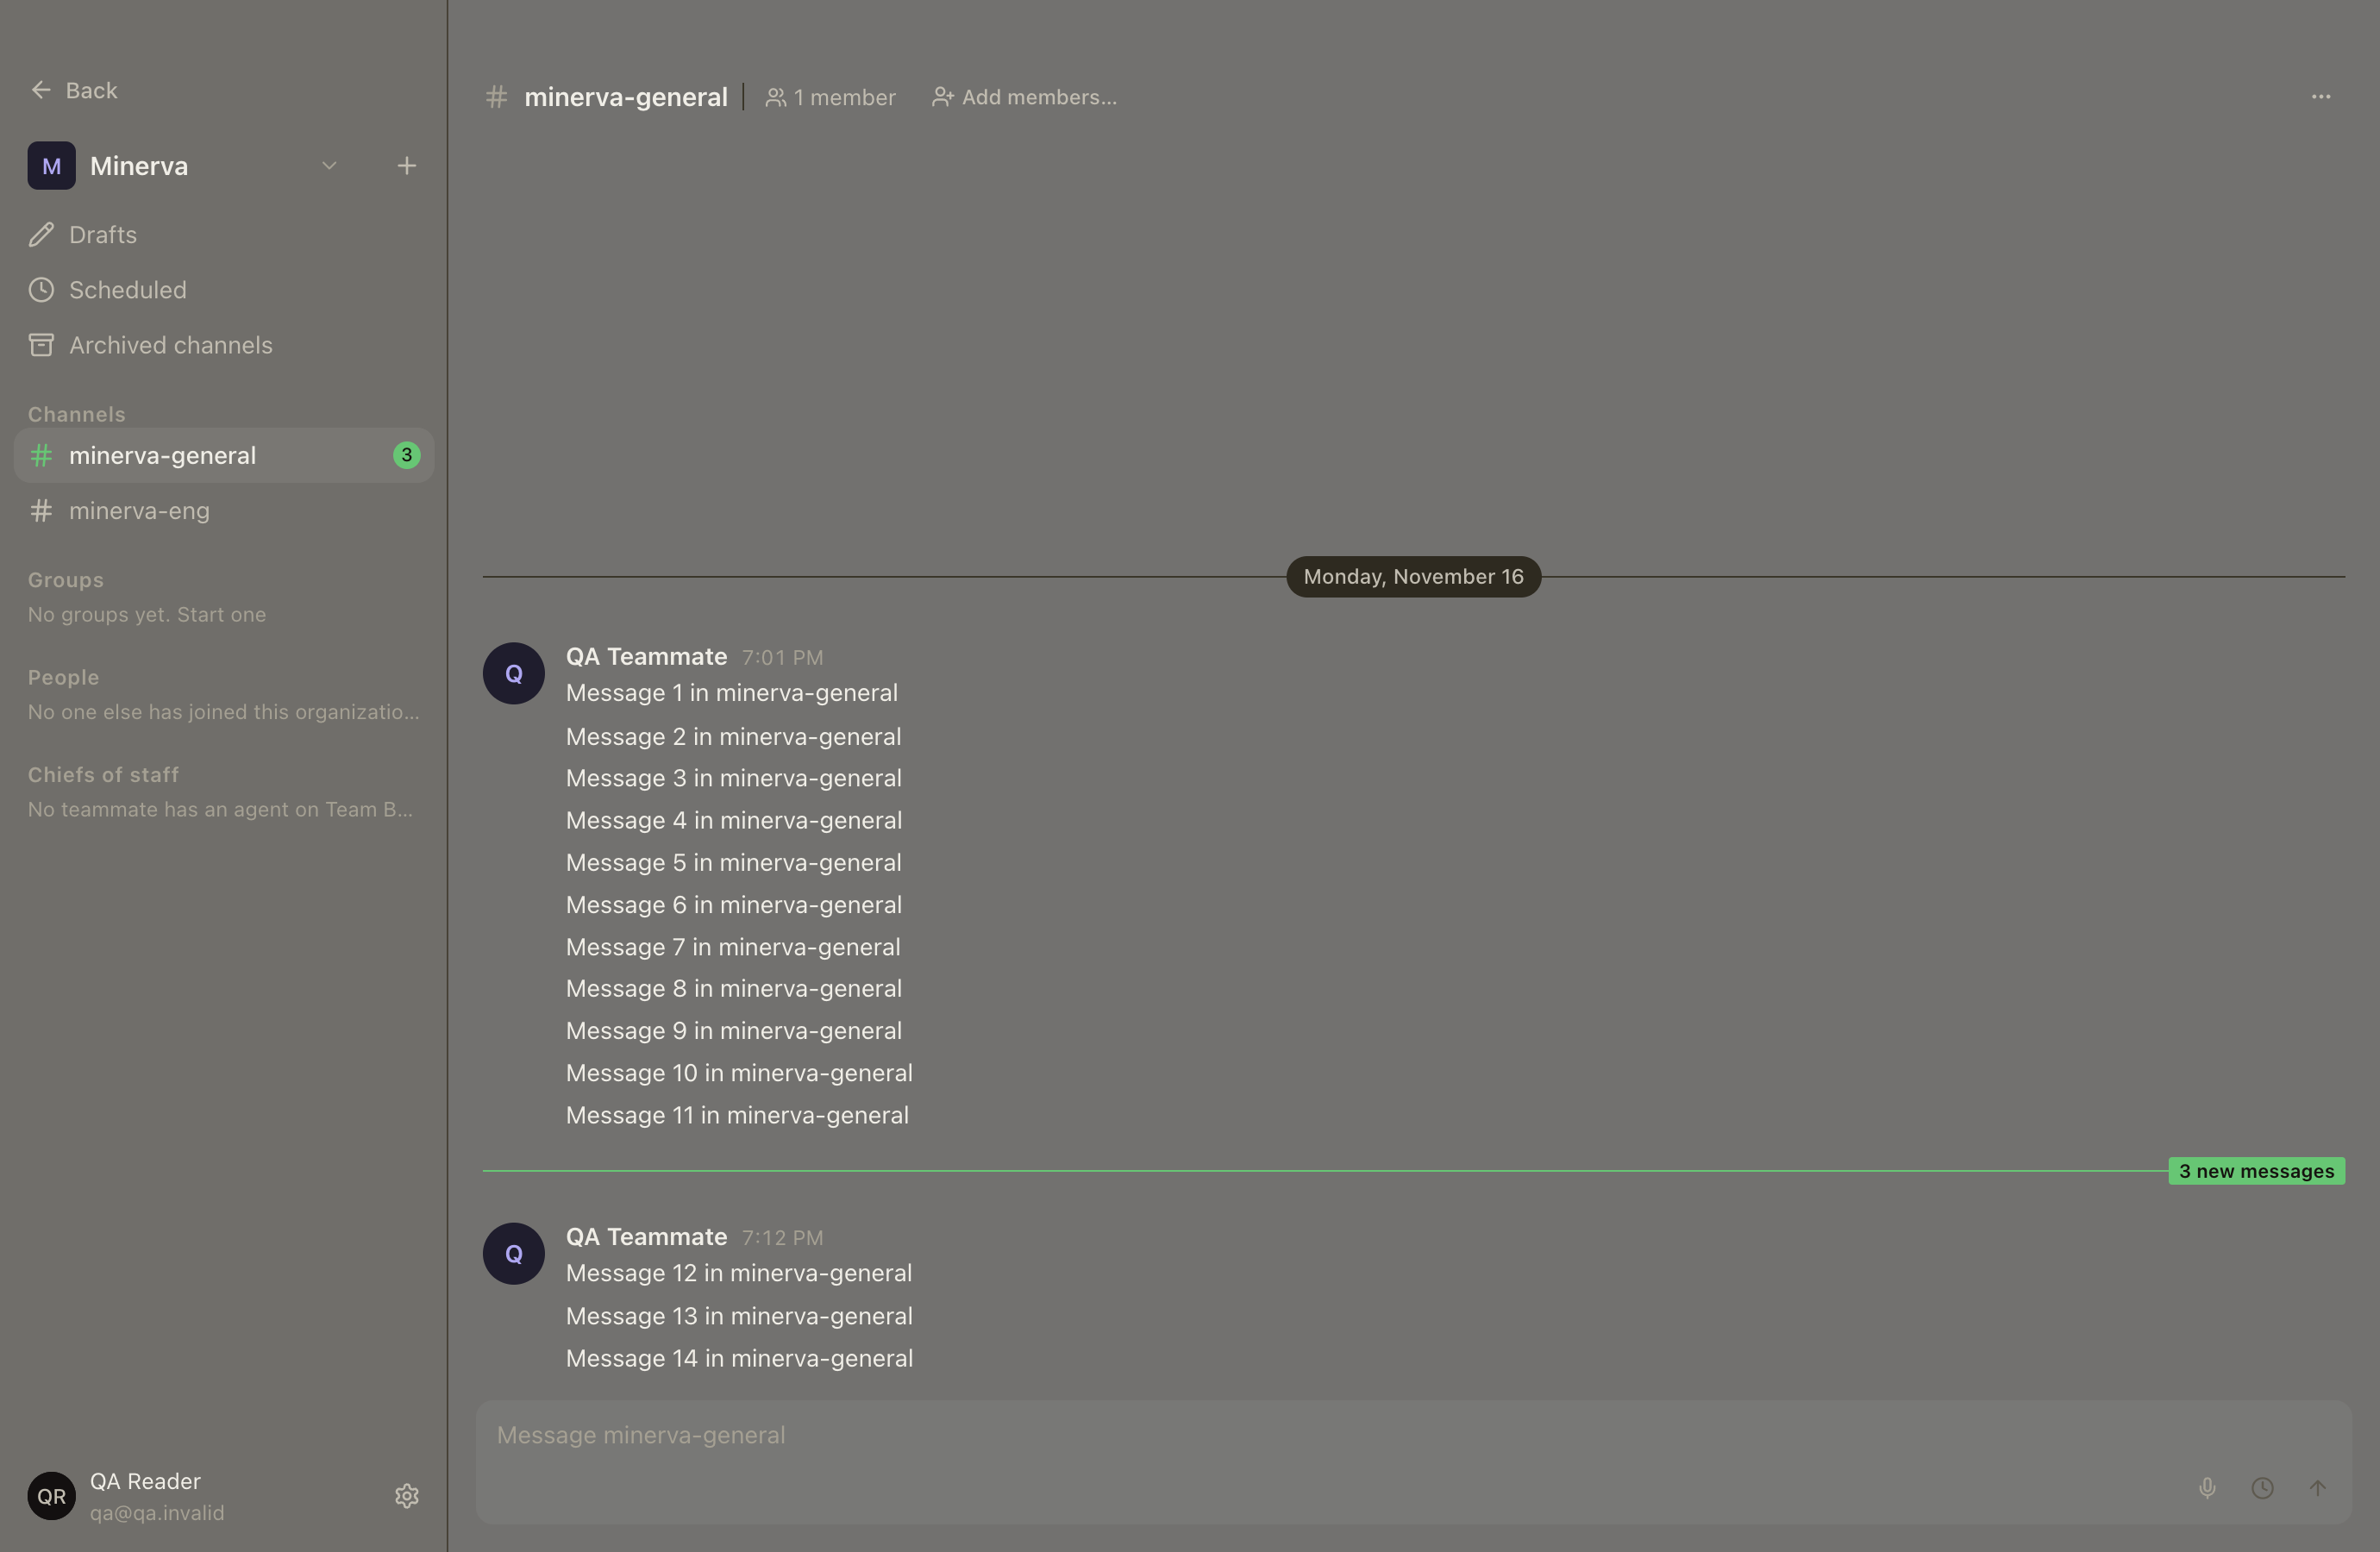 Back
M
Minerva
Drafts
Scheduled
Archived channels
Channels
minerva-general
3
minerva-eng
Groups
No groups yet. Start one
People
No one else has joined this organizatio...
Chiefs of staff
No teammate has an agent on Team B...
QR
QA Reader
qa@qa.invalid
# minerva-general
1 member
Add members...
Monday, November 16
Q
QA Teammate 7:01 PM
Message 1 in minerva-general
Message 2 in minerva-general
Message 3 in minerva-general
Message 4 in minerva-general
Message 5 in minerva-general
Message 6 in minerva-general
Message 7 in minerva-general
Message 8 in minerva-general
Message 9 in minerva-general
Message 10 in minerva-general
Message 11 in minerva-general
3 new messages
Q
QA Teammate 7:12 PM
Message 12 in minerva-general
Message 13 in minerva-general
Message 14 in minerva-general
Message minerva-general